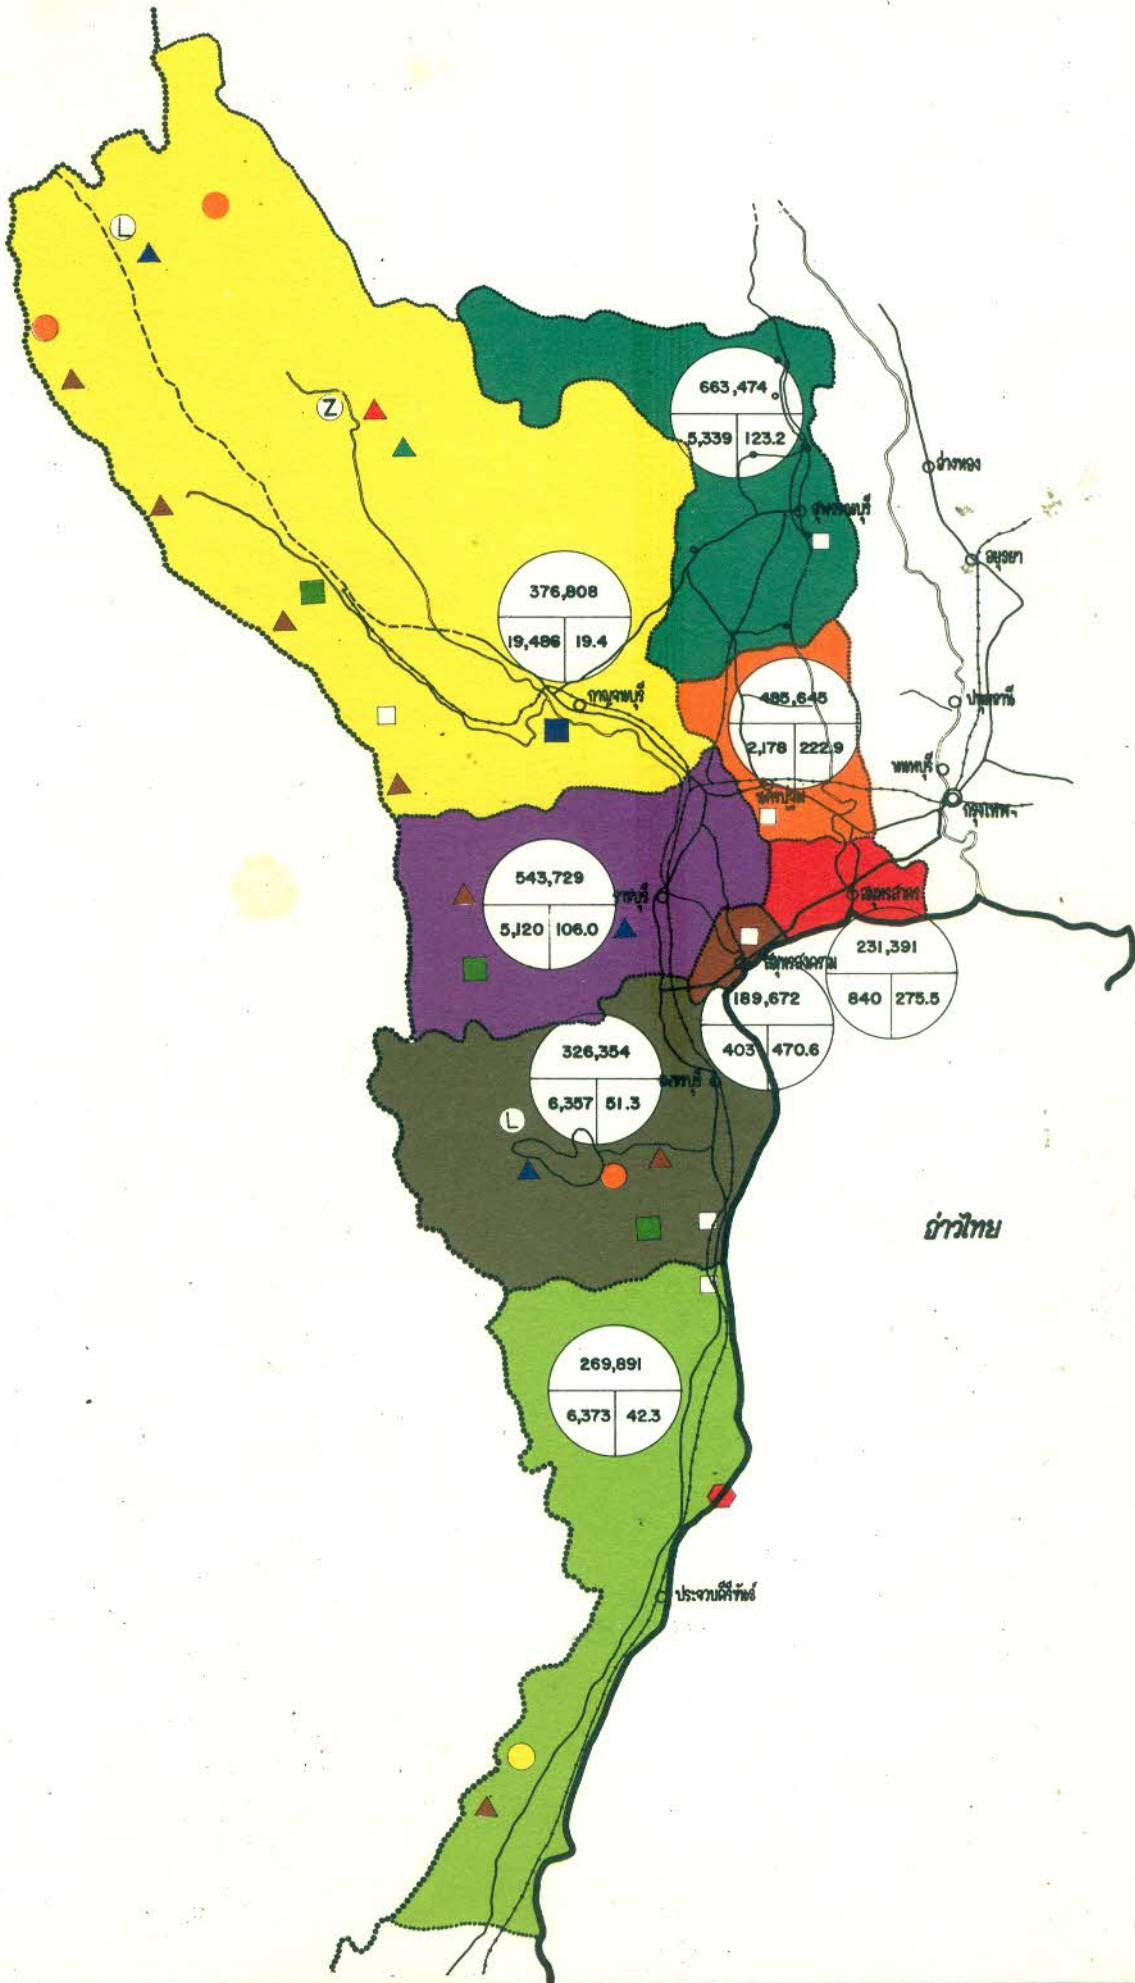 L
663,474
Z
5,339 123.2
อ่างทอง
สุพรรณบุรี
อยุธยา
376,808
19,486 19.4
485,645
กาญจนบุรี
ปทุมธานี
2,178 222.9
นนทบุรี
นครปฐม
กรุงเทพฯ
543,729
ราชบุรี
สมุทรสาคร
5,120 106.0
231,391
สมุทรสงคราม
840 275.5
189,672
326,354
403 470.6
เพชรบุรี
6,357 51.3
L
อ่าวไทย
269,891
6,373 42.3
ประจวบคีรีขันธ์